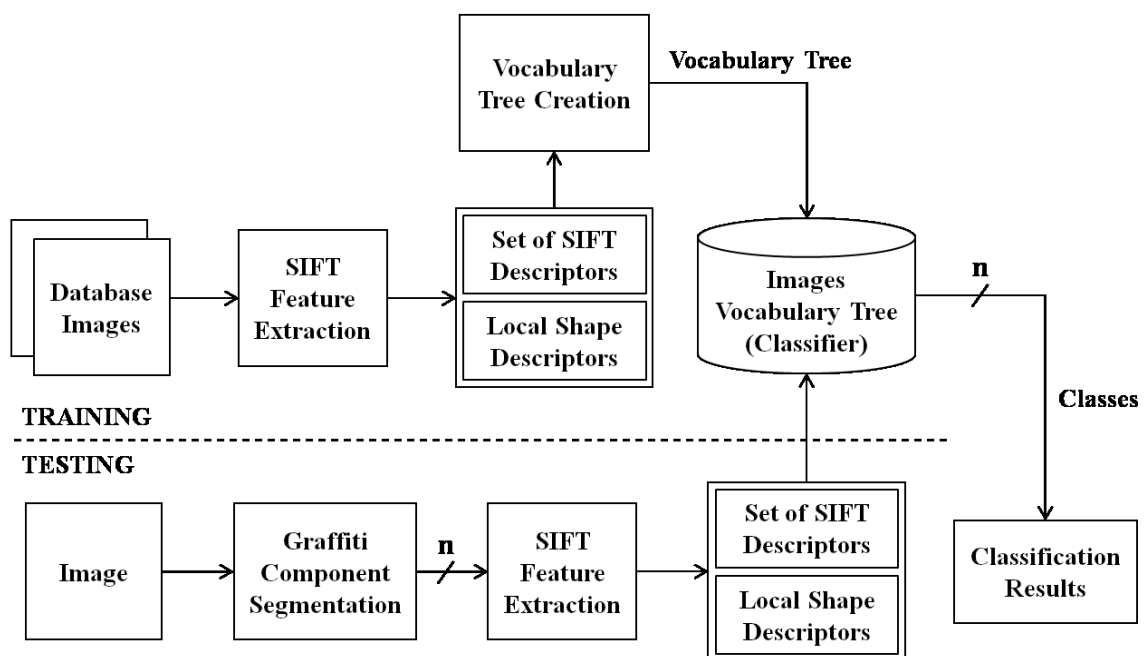 Vocabulary
Tree Creation
Vocabulary Tree
Database
Images
SIFT
Feature
Extraction
Set of SIFT
Descriptors
Local Shape
Descriptors
Images
Vocabulary Tree
(Classifier)
n
Classes
TRAINING
TESTING
Image
Graffiti
Component
Segmentation
n
SIFT
Feature
Extraction
Set of SIFT
Descriptors
Local Shape
Descriptors
Classification
Results